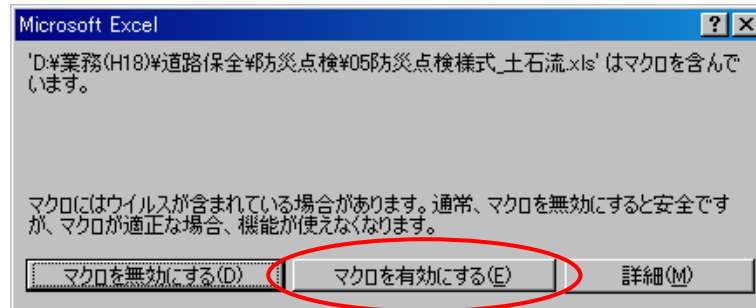 Microsoft Excel
'D:¥業務(H18)¥道路保全¥防災点検¥05防災点検様式_土石流.xls' はマクロを含んで
います。
マクロにはウイルスが含まれている場合があります。通常、マクロを無効にすると安全です
が、マクロが適正な場合、機能が使えなくなります。
マクロを無効にする(D)
マクロを有効にする(E)
詳細(M)